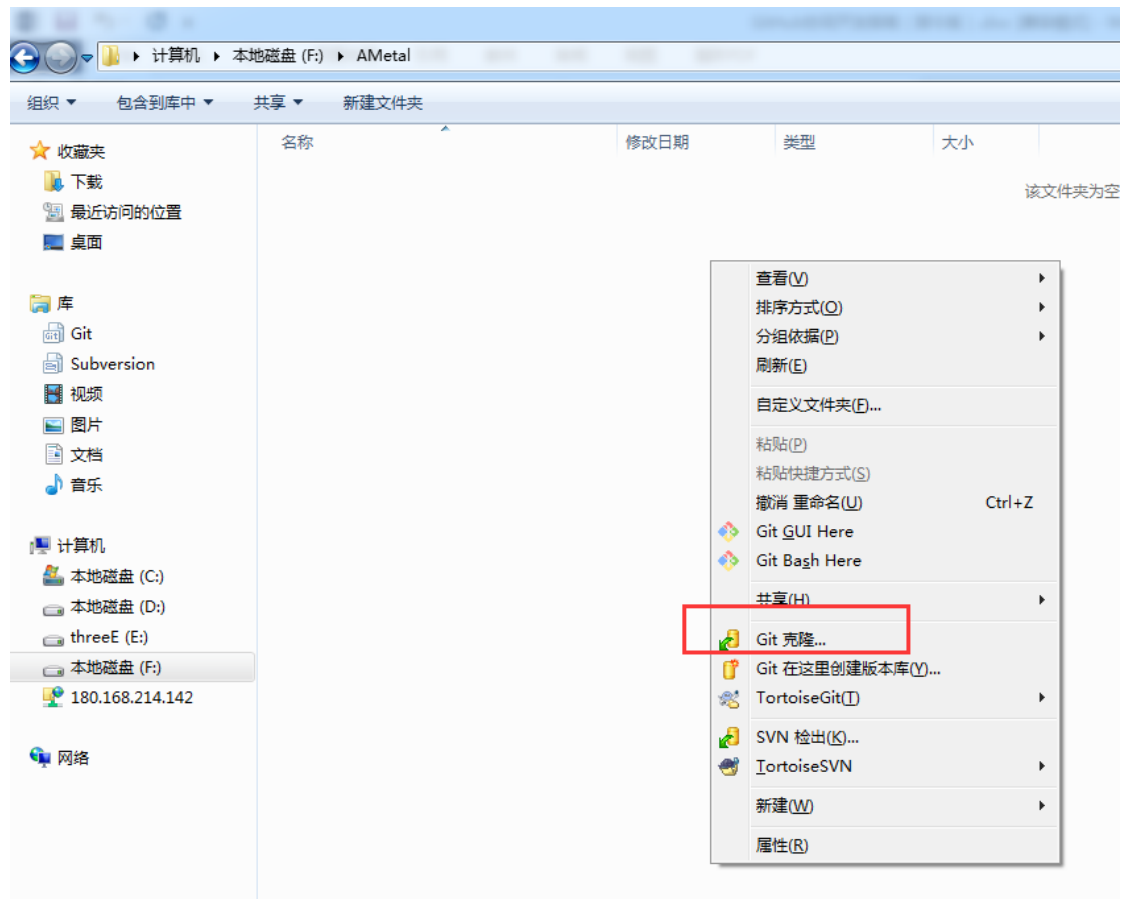 计算机 本地磁盘 (F:) AMetal
组织 包含到库中 共享 新建文件夹
名称 修改日期 类型 大小
该文件夹为空
收藏夹
下载
最近访问的位置
桌面
库
Git
Subversion
视频
图片
文档
音乐
计算机
本地磁盘 (C:)
本地磁盘 (D:)
threeE (E:)
本地磁盘 (F:)
180.168.214.142
网络
查看(V)
排序方式(O)
分组依据(P)
刷新(E)
自定义文件夹(F)...
粘贴(P)
粘贴快捷方式(S)
撤消 重命名(U) Ctrl+Z
Git GUI Here
Git Bash Here
共享(H)
Git 克隆...
Git 在这里创建版本库(Y)...
TortoiseGit(T)
SVN 检出(K)...
TortoiseSVN
新建(W)
属性(R)